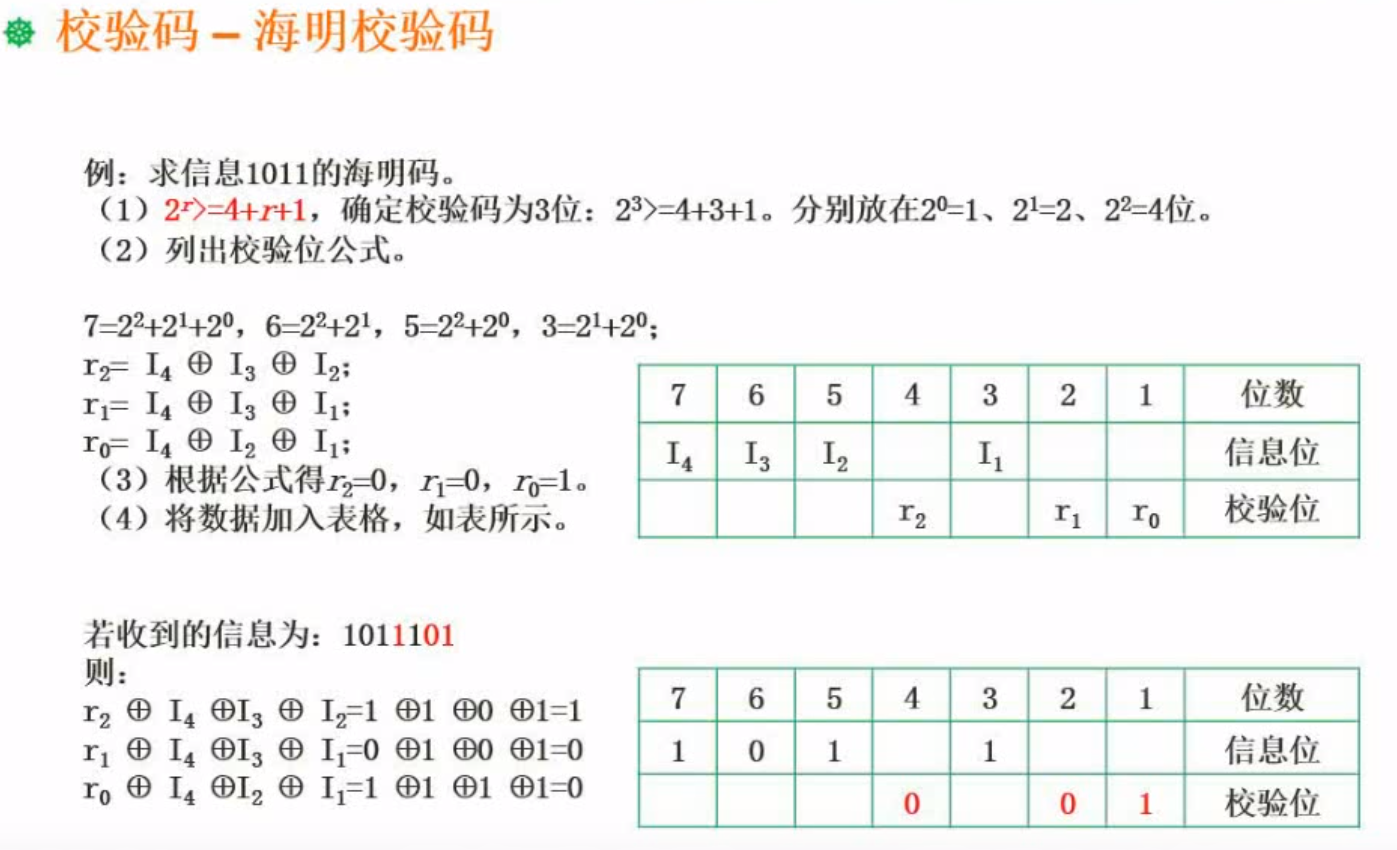 校验码 – 海明校验码
例：求信息1011的海明码。
（1）2ʳ>=4+r+1，确定校验码为3位：2³>=4+3+1。分别放在2⁰=1、2¹=2、2²=4位。
（2）列出校验位公式。
7=2²+2¹+2⁰，6=2²+2¹，5=2²+2⁰，3=2¹+2⁰；
r₂= I₄ ⊕ I₃ ⊕ I₂；
r₁= I₄ ⊕ I₃ ⊕ I₁；
r₀= I₄ ⊕ I₂ ⊕ I₁；
（3）根据公式得r₂=0，r₁=0，r₀=1。
（4）将数据加入表格，如表所示。
7 6 5 4 3 2 1 位数
I₄ I₃ I₂ I₁ 信息位
r₂ r₁ r₀ 校验位
若收到的信息为：1011101
则：
r₂ ⊕ I₄ ⊕I₃ ⊕ I₂=1 ⊕1 ⊕0 ⊕1=1
r₁ ⊕ I₄ ⊕I₃ ⊕ I₁=0 ⊕1 ⊕0 ⊕1=0
r₀ ⊕ I₄ ⊕I₂ ⊕ I₁=1 ⊕1 ⊕1 ⊕1=0
7 6 5 4 3 2 1 位数
1 0 1 1 信息位
0 0 1 校验位